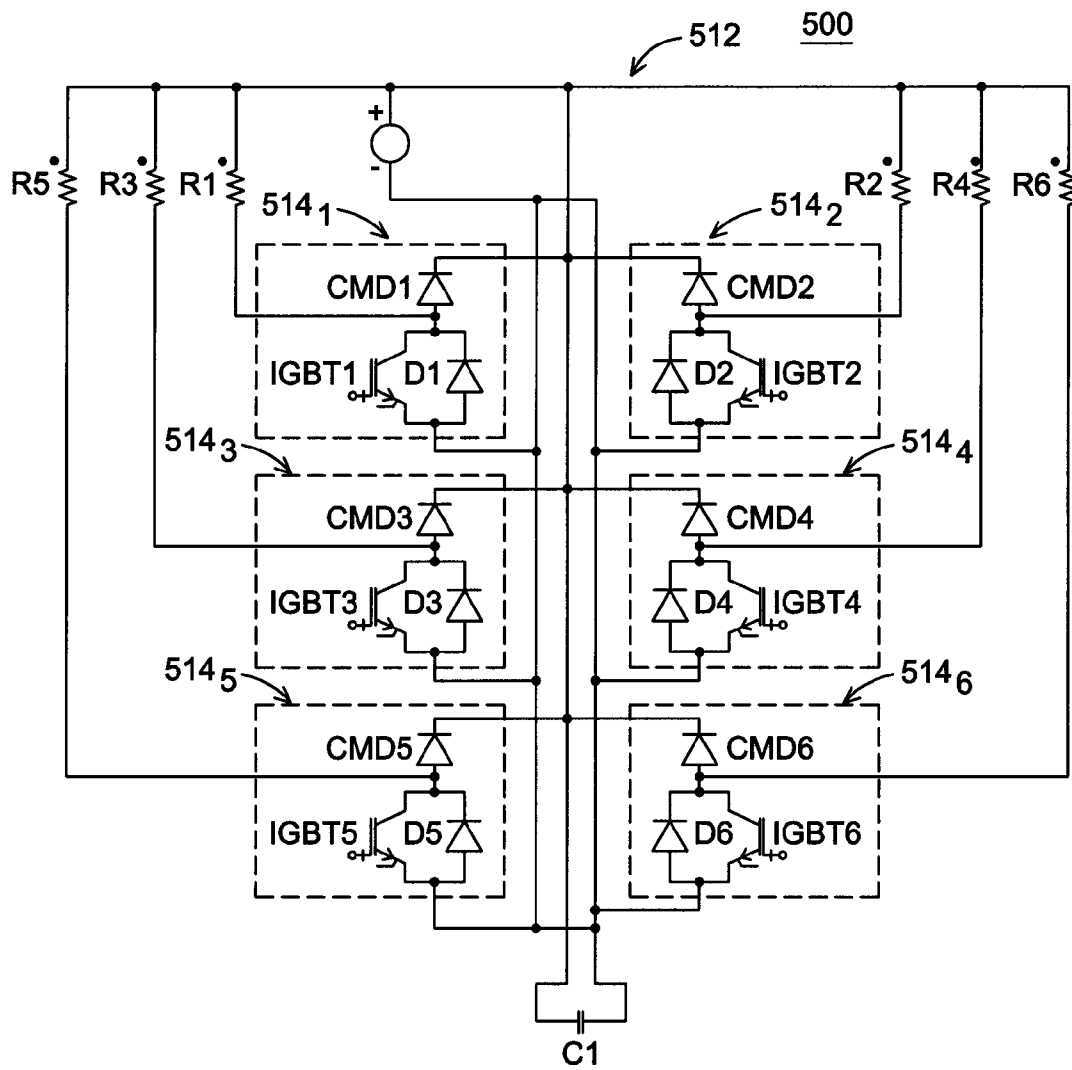 500
512
+
-
R5 R3 R1 R2 R4 R6
514 1 514 2
CMD1 CMD2
IGBT1 D1 D2 IGBT2
514 3 514 4
CMD3 CMD4
IGBT3 D3 D4 IGBT4
514 5 514 6
CMD5 CMD6
IGBT5 D5 D6 IGBT6
C1